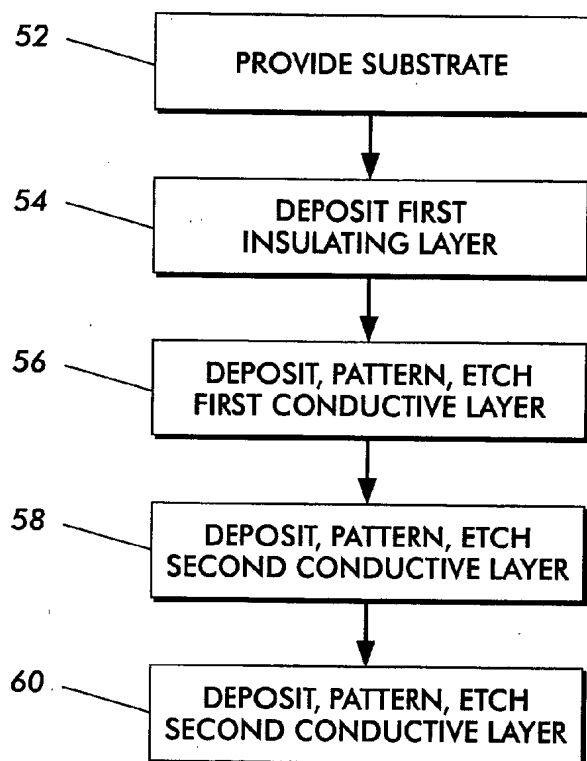 52
PROVIDE SUBSTRATE
54
DEPOSIT FIRST
INSULATING LAYER
56
DEPOSIT, PATTERN, ETCH
FIRST CONDUCTIVE LAYER
58
DEPOSIT, PATTERN, ETCH
SECOND CONDUCTIVE LAYER
60
DEPOSIT, PATTERN, ETCH
SECOND CONDUCTIVE LAYER